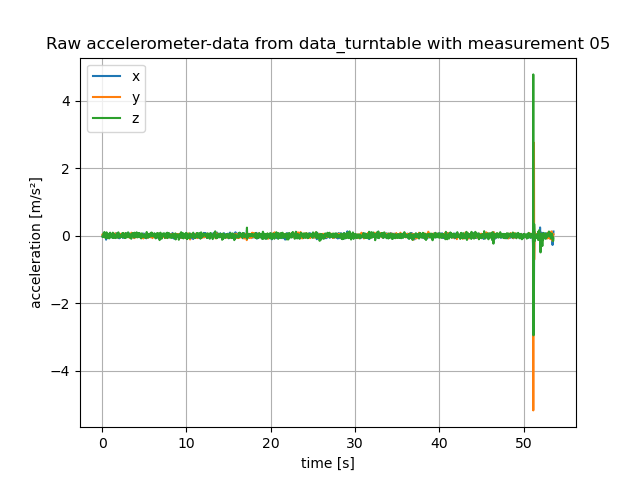 Raw accelerometer-data from data_turntable with measurement 05
x
y
z
4
2
0
−2
−4
acceleration [m/s²]
0
10
20
30
40
50
time [s]